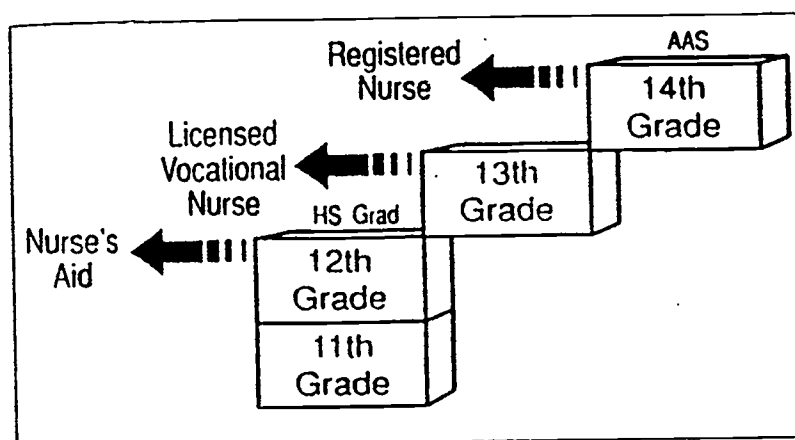 AAS
Registered
Nurse
14th
Grade
Licensed
Vocational
Nurse
13th
Grade
HS Grad
Nurse's
Aid
12th
Grade
11th
Grade